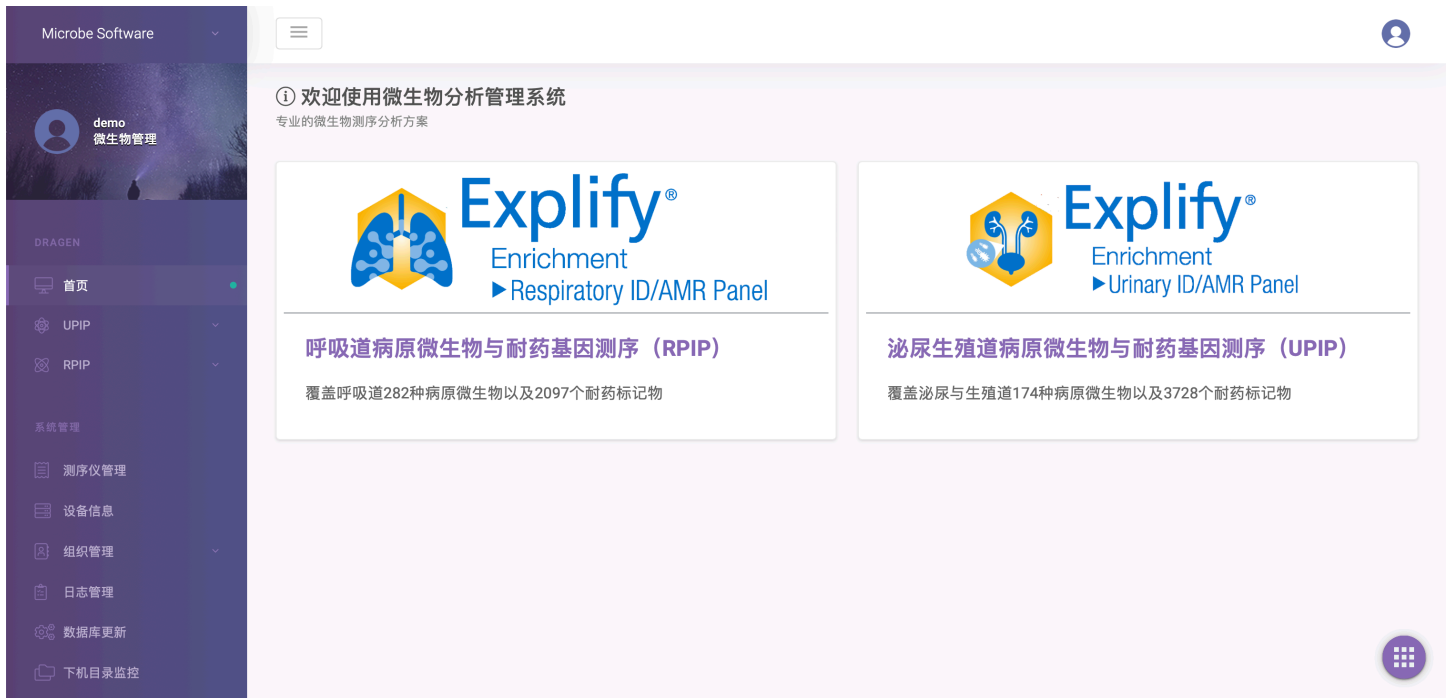 Microbe Software
demo
微生物管理
DRAGEN
首页
UPIP
RPIP
系统管理
测序仪管理
设备信息
组织管理
日志管理
数据库更新
下机目录监控
欢迎使用微生物分析管理系统
专业的微生物测序分析方案
Explify®
Enrichment
▶Respiratory ID/AMR Panel
呼吸道病原微生物与耐药基因测序（RPIP）
覆盖呼吸道282种病原微生物以及2097个耐药标记物
Explify®
Enrichment
▶Urinary ID/AMR Panel
泌尿生殖道病原微生物与耐药基因测序（UPIP）
覆盖泌尿与生殖道174种病原微生物以及3728个耐药标记物